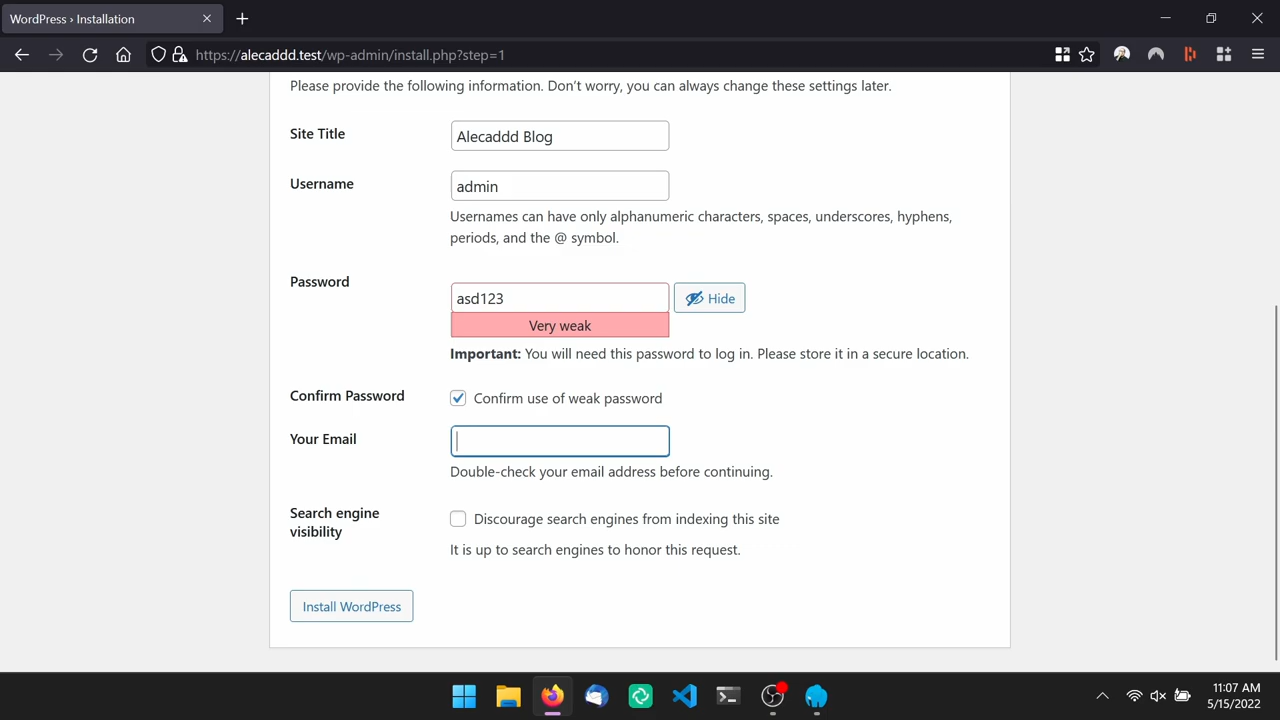 WordPress › Installation
https://alecaddd.test/wp-admin/install.php?step=1
Please provide the following information. Don’t worry, you can always change these settings later.
Site Title
Alecaddd Blog
Username
admin
Usernames can have only alphanumeric characters, spaces, underscores, hyphens,
periods, and the @ symbol.
Password
asd123
Hide
Very weak
Important: You will need this password to log in. Please store it in a secure location.
Confirm Password
Confirm use of weak password
Your Email
Double-check your email address before continuing.
Search engine
visibility
Discourage search engines from indexing this site
It is up to search engines to honor this request.
Install WordPress
11:07 AM
5/15/2022